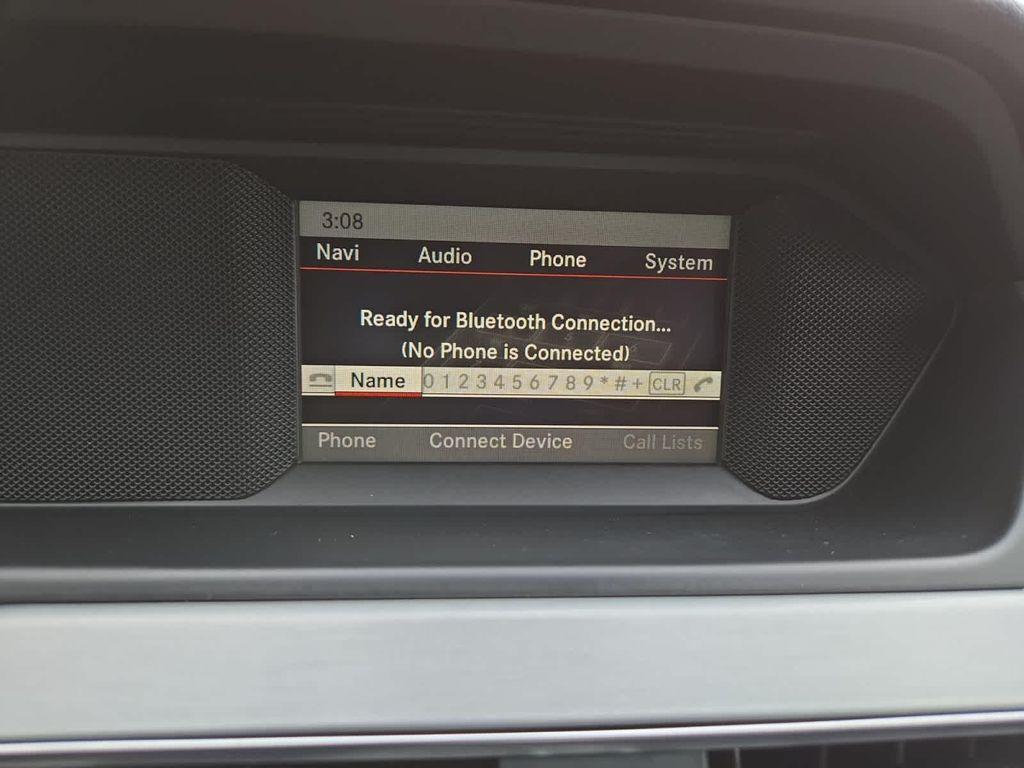 3:08
Navi Audio Phone System
Ready for Bluetooth Connection...
(No Phone is Connected)
Name 0 1 2 3 4 5 6 7 8 9 * # + CLR
Phone Connect Device Call Lists